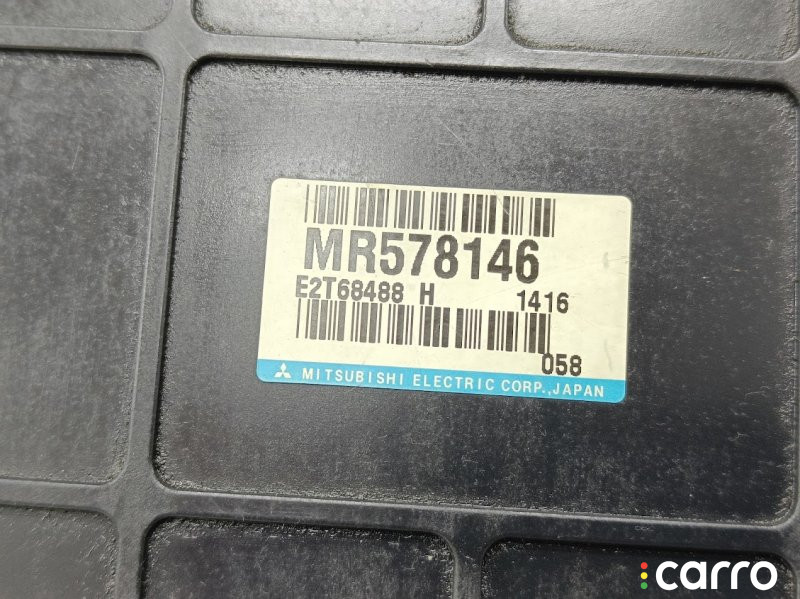 MR578146
E2T68488 H 1416
058
MITSUBISHI ELECTRIC CORP.,JAPAN
carro